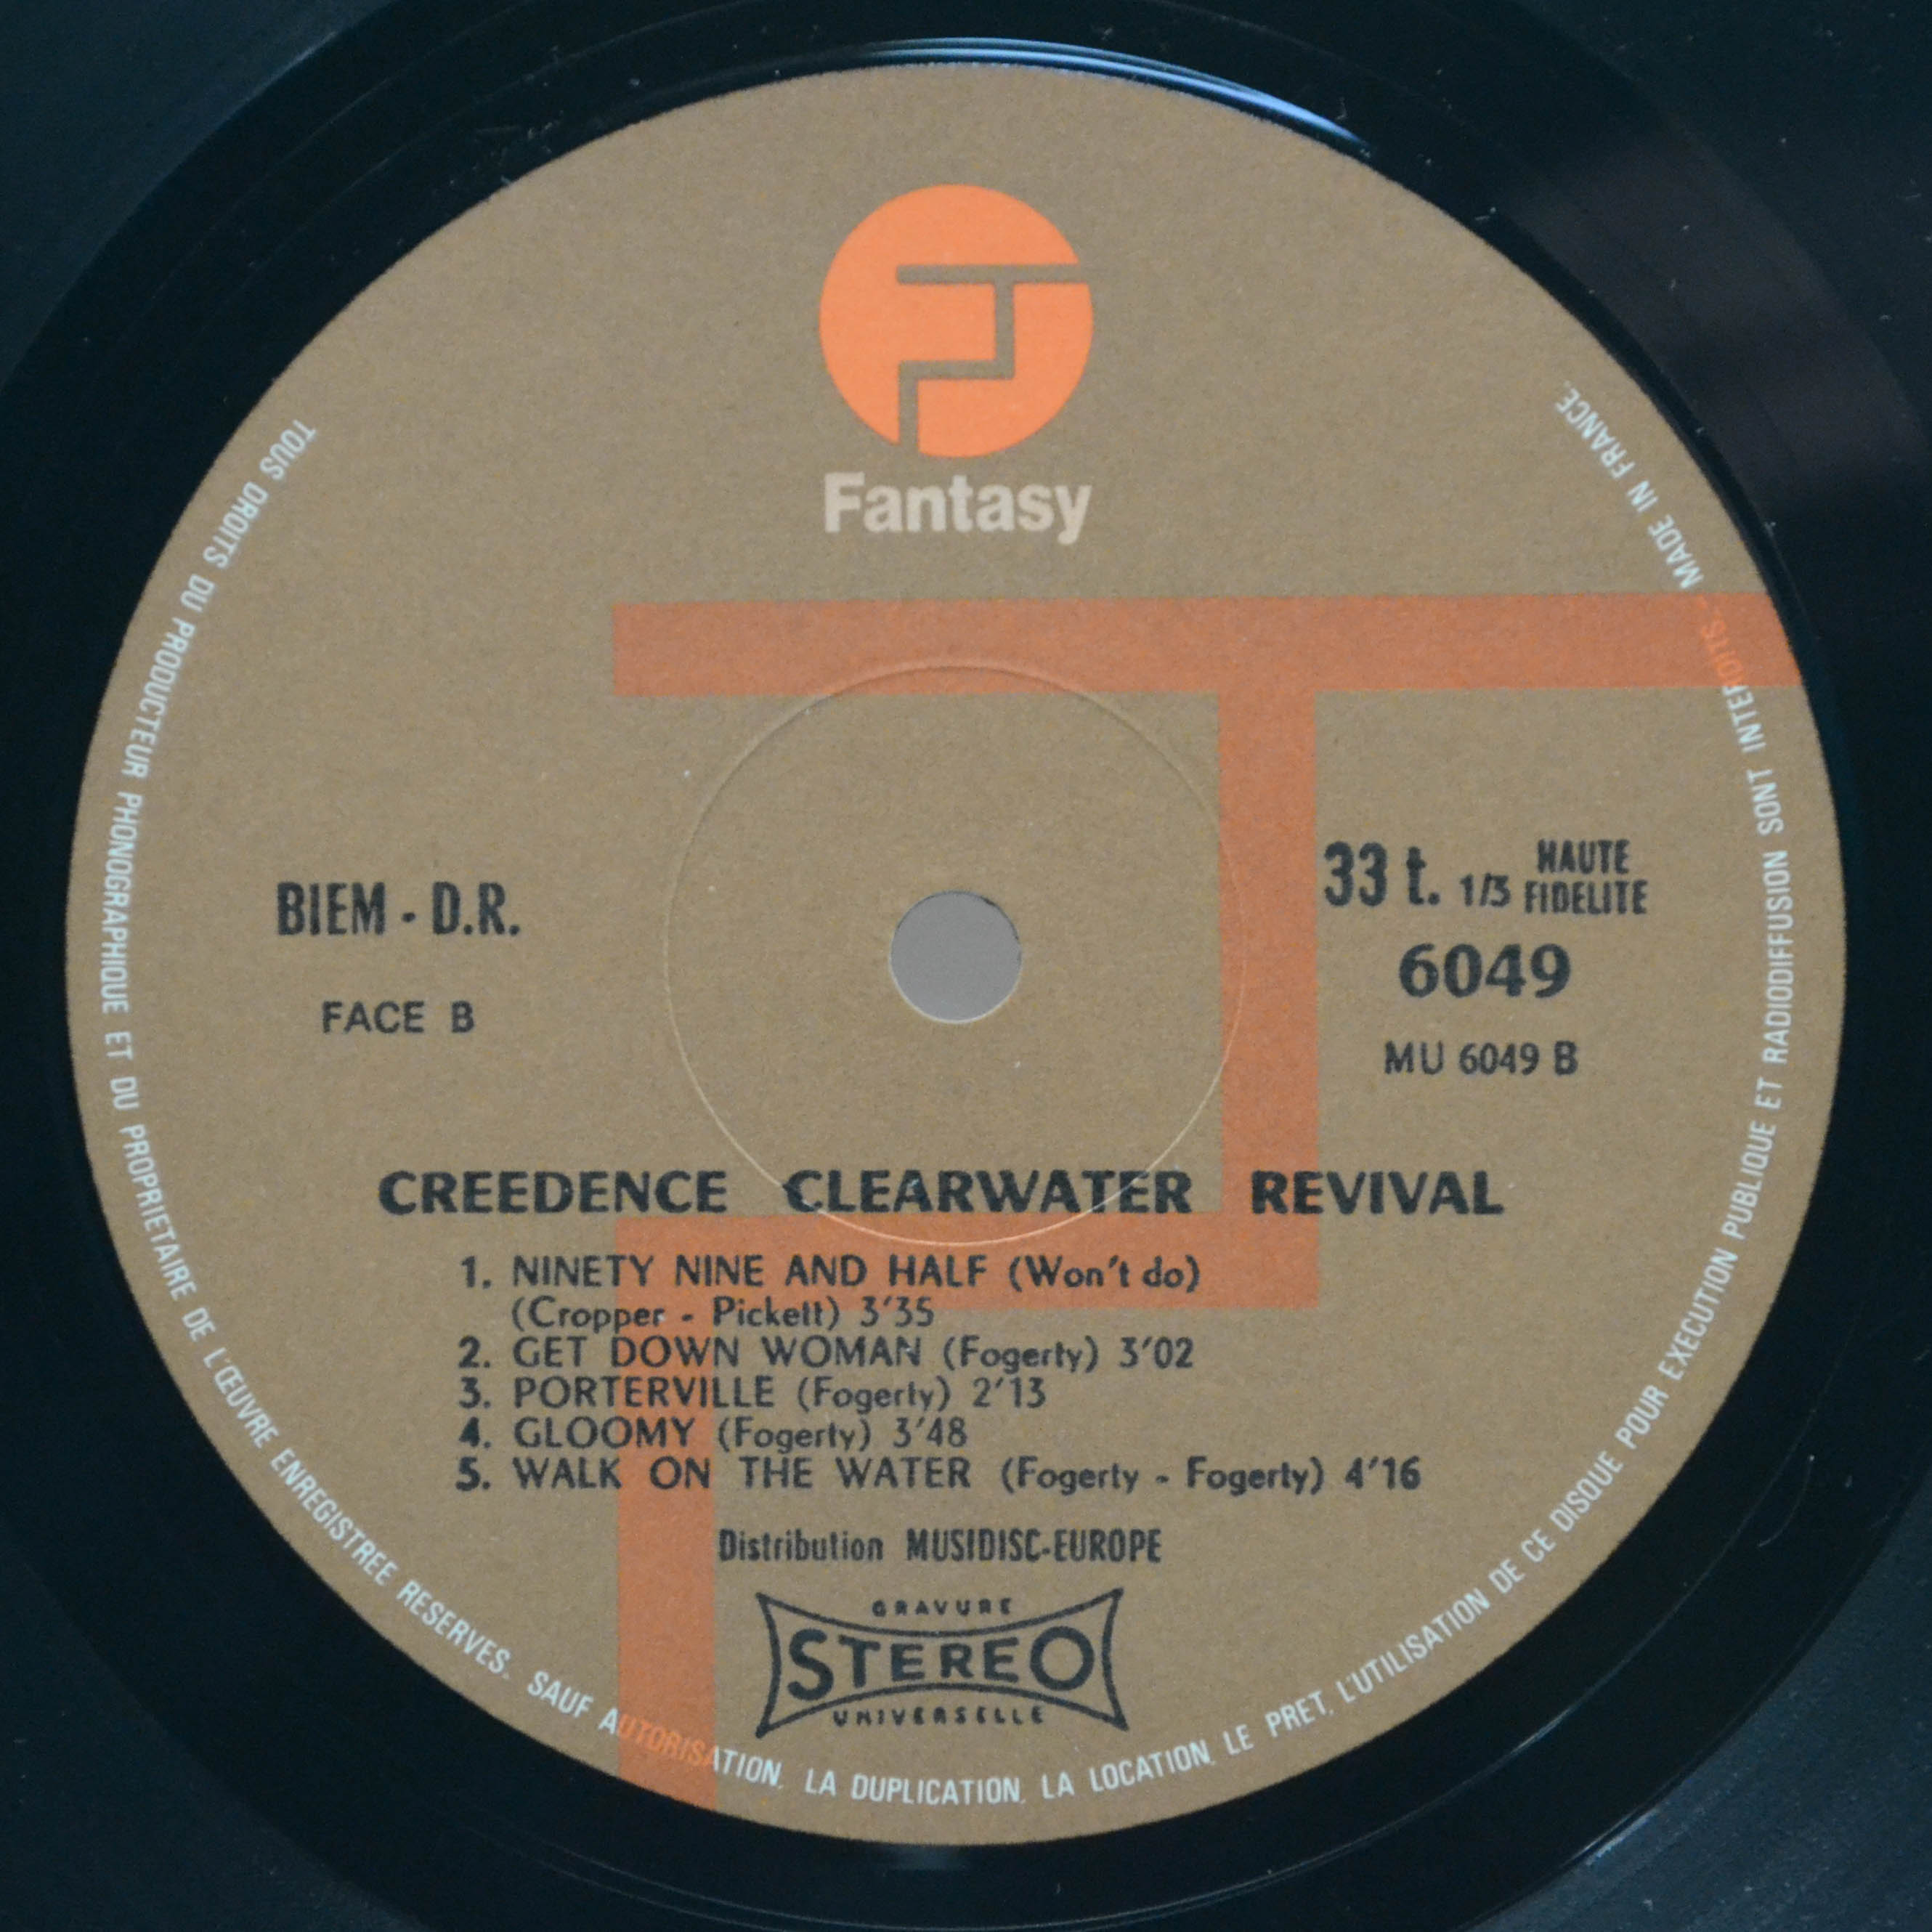 Fantasy
BIEM - D.R.
FACE B
33 t. 1/3 HAUTE
FIDELITE
6049
MU 6049 B
CREEDENCE CLEARWATER REVIVAL
1. NINETY NINE AND HALF (Won't do)
(Cropper - Pickett) 3'35
2. GET DOWN WOMAN (Fogerty) 3'02
3. PORTERVILLE (Fogerty) 2'13
4. GLOOMY (Fogerty) 3'48
5. WALK ON THE WATER (Fogerty - Fogerty) 4'16
Distribution MUSIDISC-EUROPE
GRAVURE
STEREO
UNIVERSELLE
TOUS DROITS DU PRODUCTEUR PHONOGRAPHIQUE ET DU PROPRIETAIRE DE L'ŒUVRE ENREGISTREE RESERVES. SAUF AUTORISATION, LA DUPLICATION, LA LOCATION, LE PRET, L'UTILISATION DE CE DISQUE POUR EXECUTION PUBLIQUE ET RADIODIFFUSION SONT INTERDITS. MADE IN FRANCE.